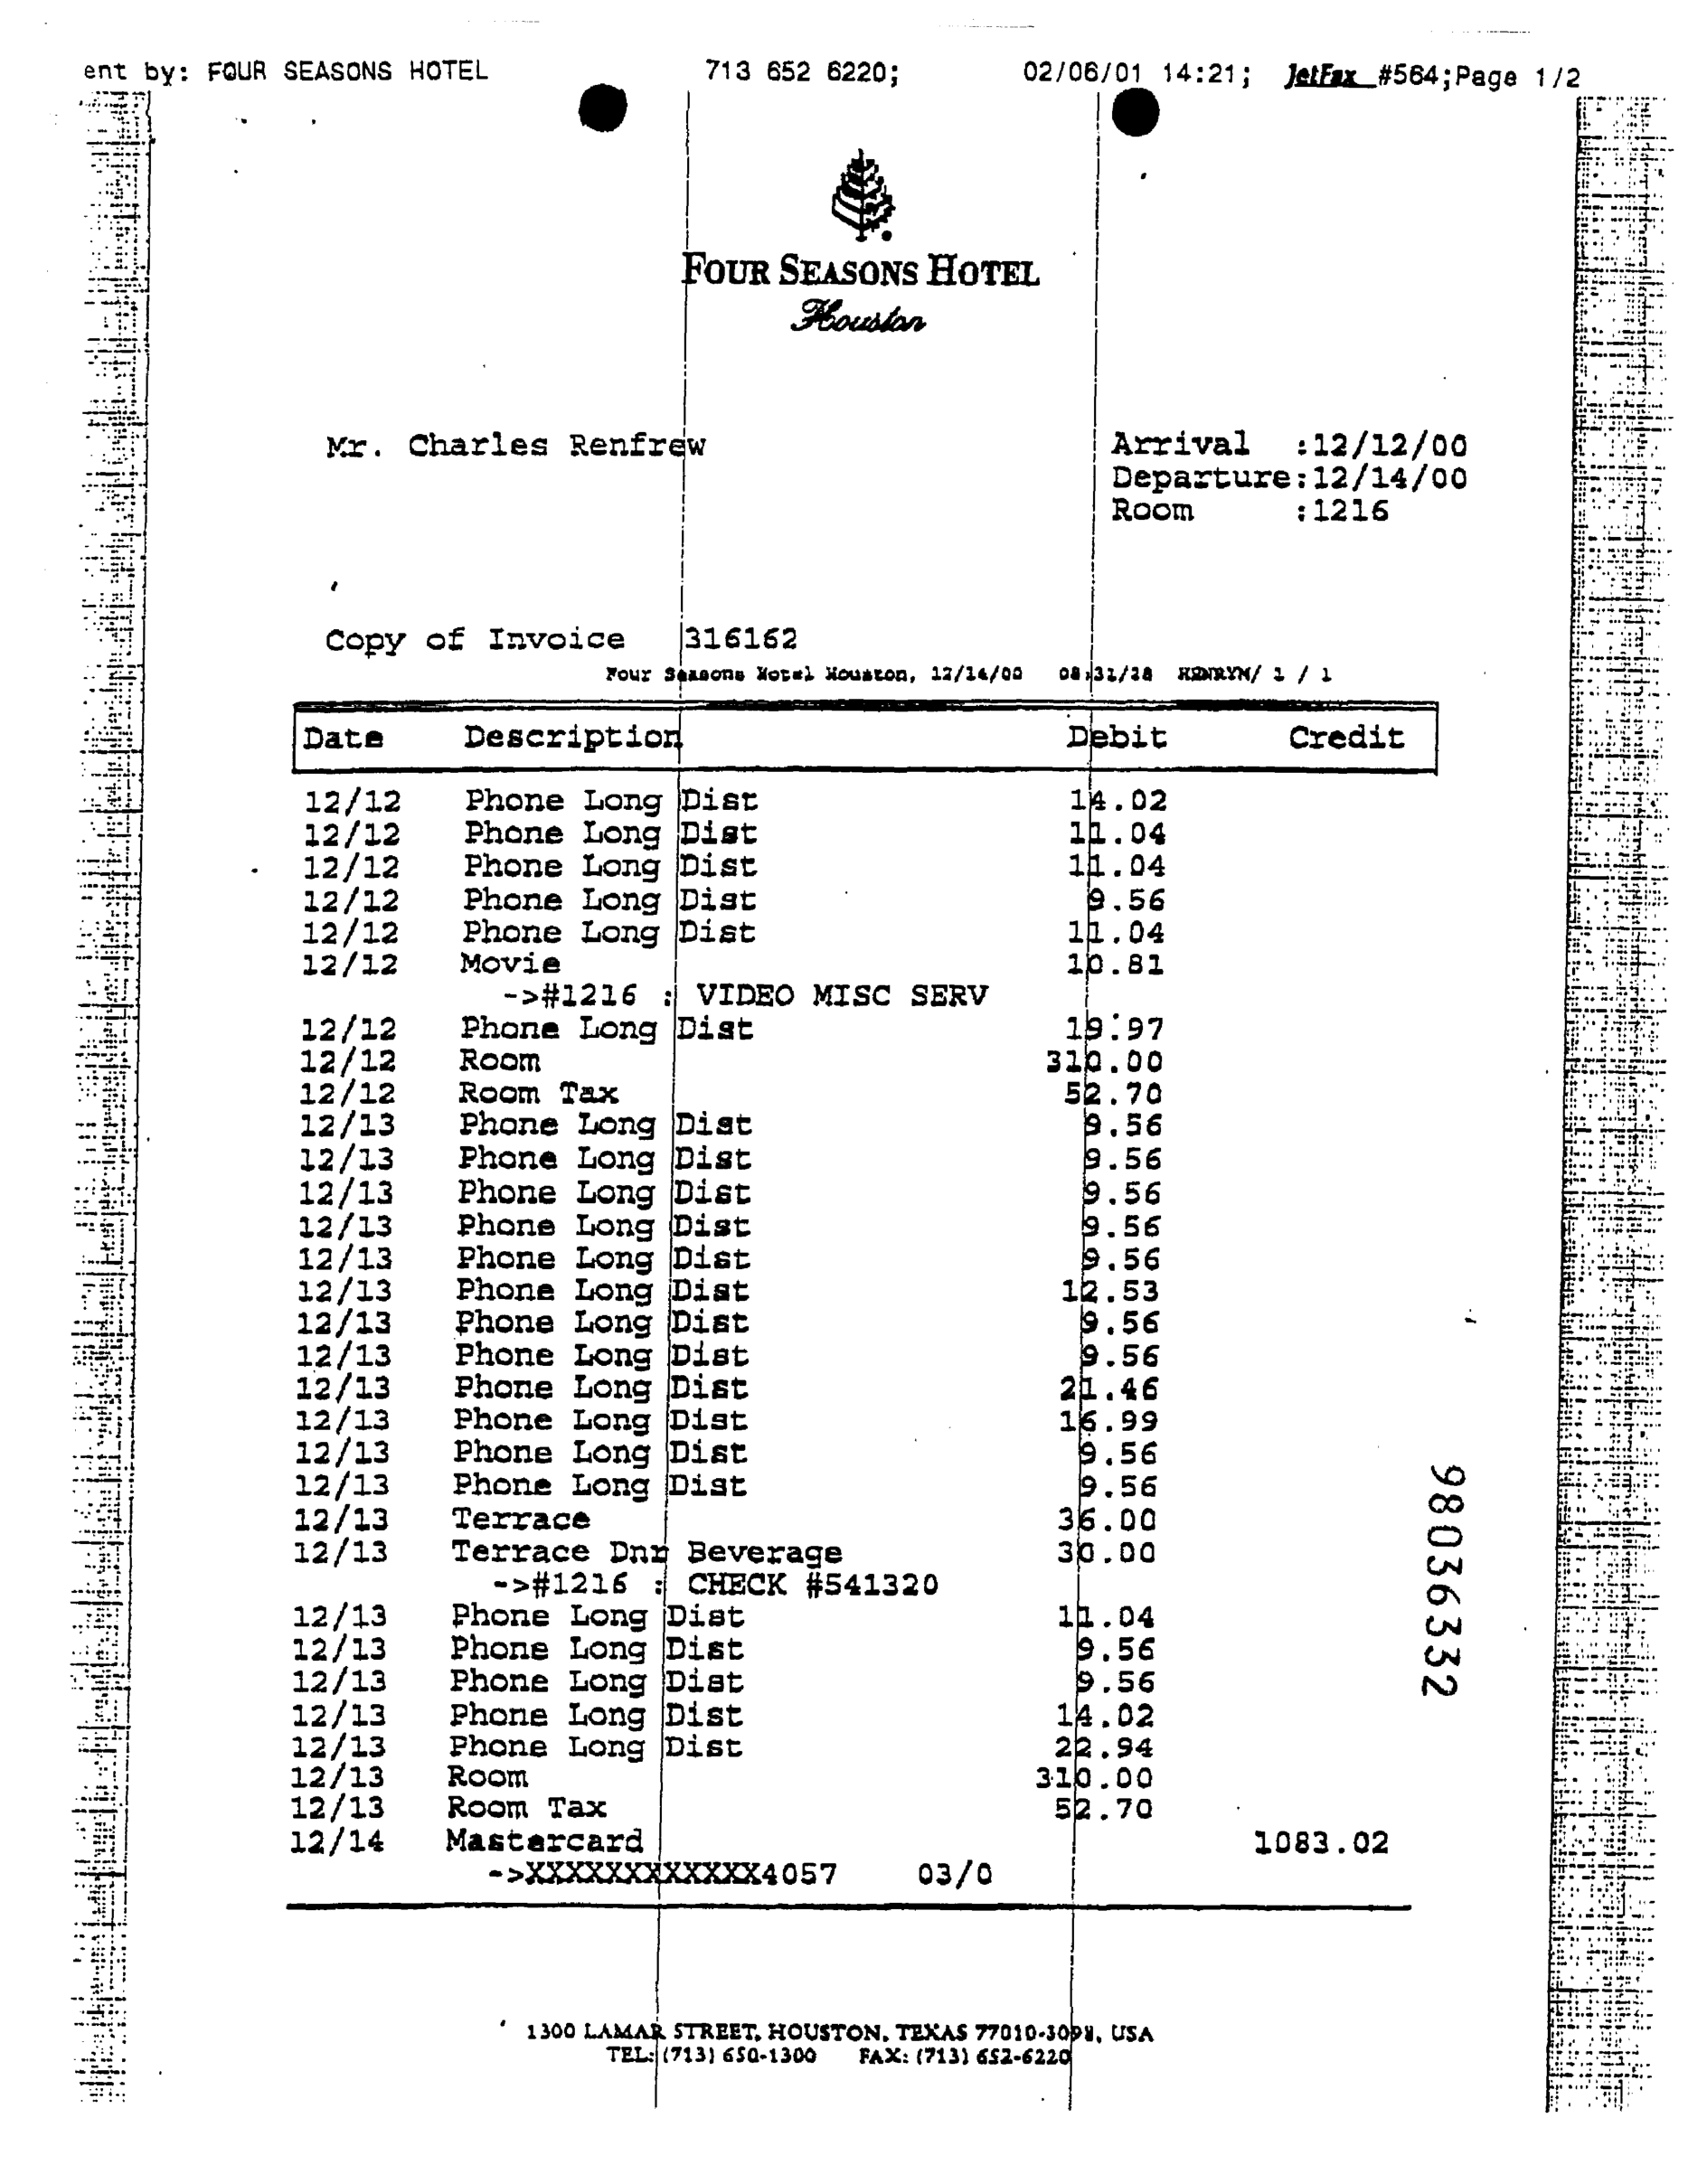 ent by: FOUR SEASONS HOTEL 713 652 6220; 02/06/01 14:21; JetFax #564;Page 1/2
FOUR SEASONS HOTEL
Houston
Mr. Charles Renfrew Arrival :12/12/00
Departure:12/14/00
Room :1216
Copy of Invoice 316162
Four Seasons Hotel Houston, 12/14/00 08:31/28 HENRYM/ 1 / 1
Date Description Debit Credit
12/12 Phone Long Dist 14.02
12/12 Phone Long Dist 11.04
12/12 Phone Long Dist 11.04
12/12 Phone Long Dist 9.56
12/12 Phone Long Dist 11.04
12/12 Movie 10.81
->#1216 : VIDEO MISC SERV
12/12 Phone Long Dist 19.97
12/12 Room 310.00
12/12 Room Tax 52.70
12/13 Phone Long Dist 9.56
12/13 Phone Long Dist 9.56
12/13 Phone Long Dist 9.56
12/13 Phone Long Dist 9.56
12/13 Phone Long Dist 9.56
12/13 Phone Long Dist 12.53
12/13 Phone Long Dist 9.56
12/13 Phone Long Dist 9.56
12/13 Phone Long Dist 21.46
12/13 Phone Long Dist 16.99
12/13 Phone Long Dist 9.56
12/13 Phone Long Dist 9.56
12/13 Terrace 36.00
12/13 Terrace Dnr Beverage 30.00
->#1216 : CHECK #541320
12/13 Phone Long Dist 11.04
12/13 Phone Long Dist 9.56
12/13 Phone Long Dist 9.56
12/13 Phone Long Dist 14.02
12/13 Phone Long Dist 22.94
12/13 Room 310.00
12/13 Room Tax 52.70
12/14 Mastercard 1083.02
->XXXXXXXXXXXX4057 03/0
98036332
1300 LAMAR STREET, HOUSTON, TEXAS 77010-3098, USA
TEL: (713) 650-1300 FAX: (713) 652-6220